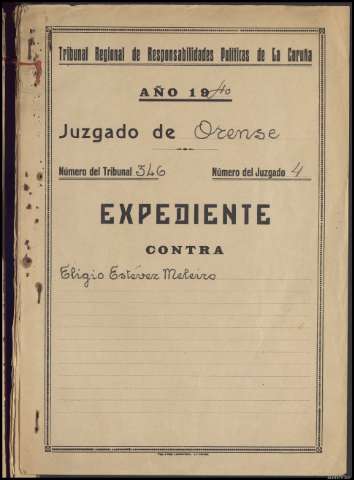 Tribunal Regional de Responsabilidades Políticas de La Coruña
AÑO 1940
Juzgado de Orense
Número del Tribunal 346 Número del Juzgado 4
EXPEDIENTE
CONTRA
Eligio Estévez Meleiro